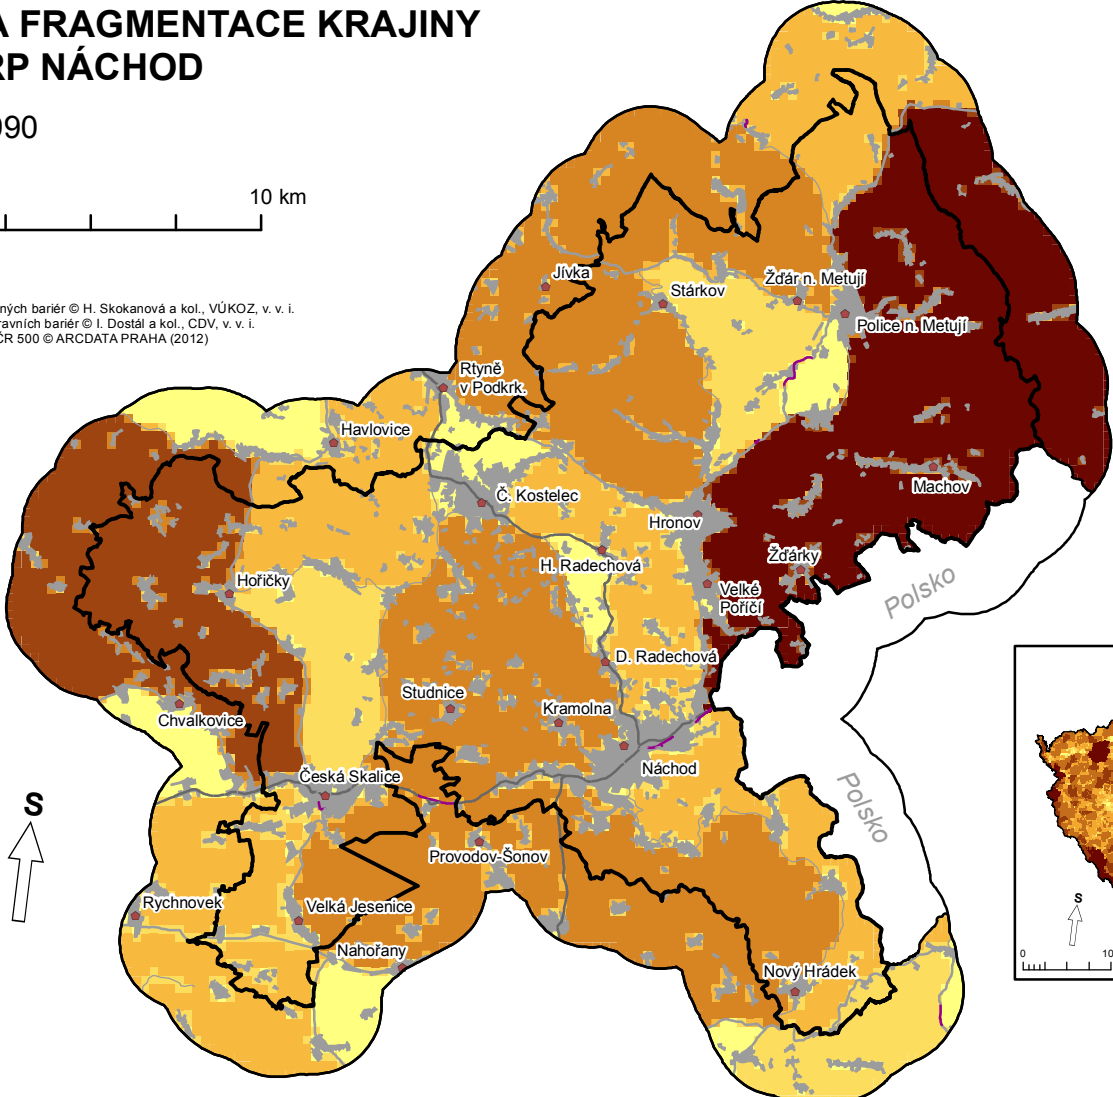 A FRAGMENTACE KRAJINY
RP NÁCHOD
990
10 km
ných bariér © H. Skokanová a kol., VÚKOZ, v. v. i.
ravních bariér © I. Dostál a kol., CDV, v. v. i.
ČR 500 © ARCDATA PRAHA (2012)
Jívka
Stárkov
Žďár n. Metují
Police n. Metují
Rtyně
v Podkrk.
Havlovice
Č. Kostelec
Machov
Hronov
H. Radechová
Žďárky
Hořičky
Velké
Poříčí
Polsko
D. Radechová
Studnice
Kramolna
Chvalkovice
Náchod
Česká Skalice
Polsko
S
Provodov-Šonov
Rychnovek
Velká Jesenice
Nahořany
Nový Hrádek
S
0
10